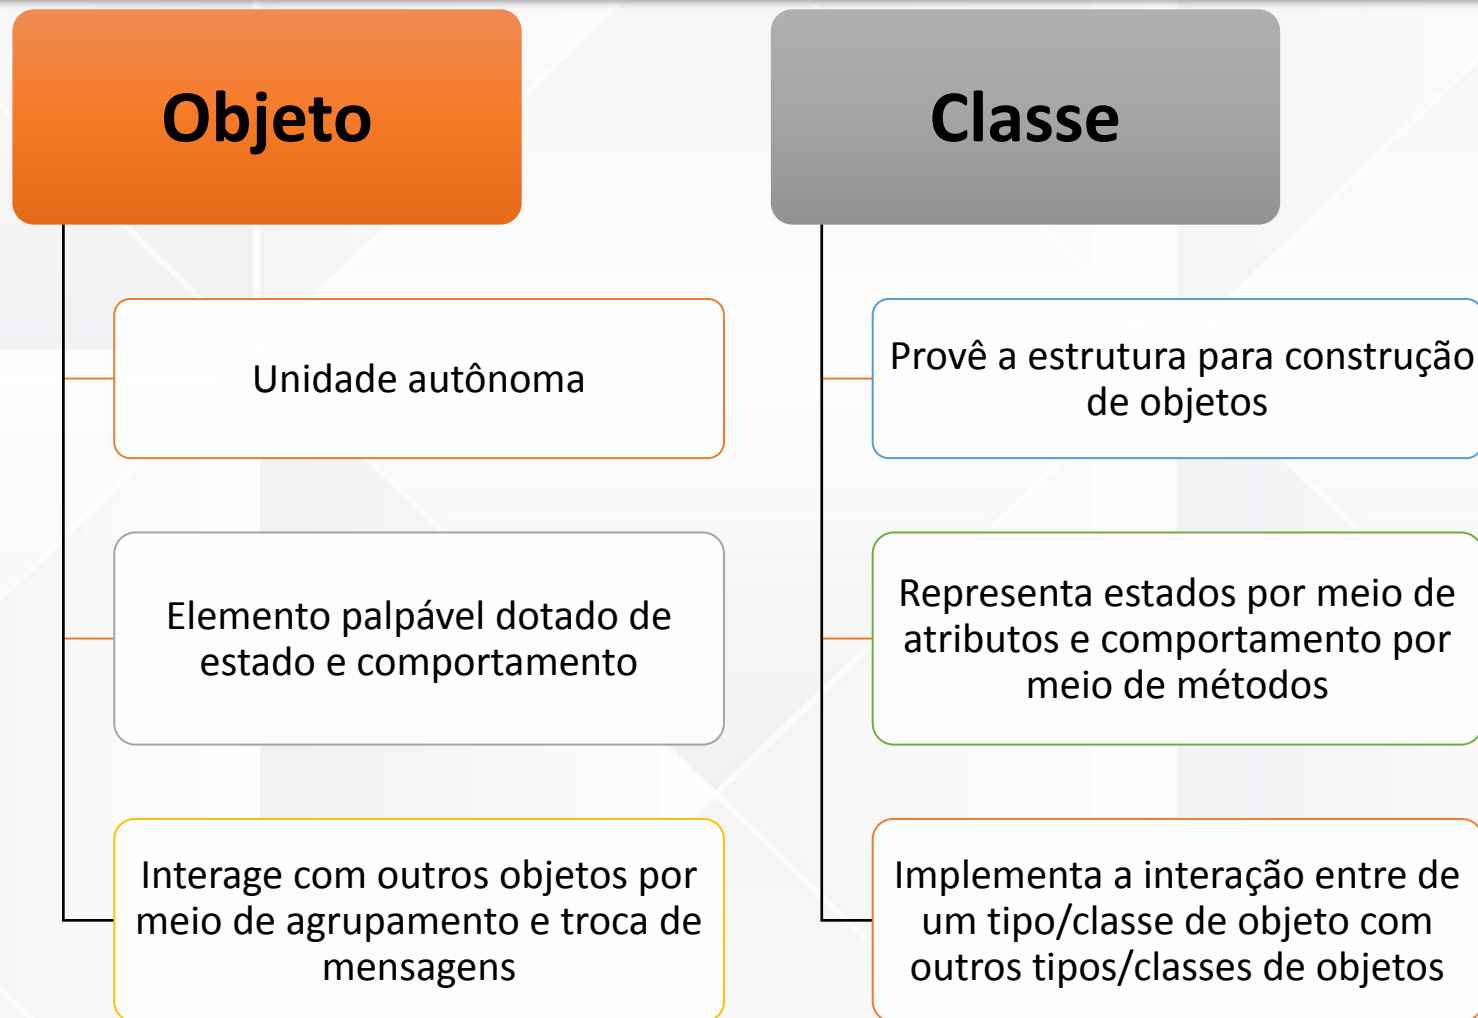 Objeto
Unidade autônoma
Elemento palpável dotado de
estado e comportamento
Interage com outros objetos por
meio de agrupamento e troca de
mensagens
Classe
Provê a estrutura para construção
de objetos
Representa estados por meio de
atributos e comportamento por
meio de métodos
Implementa a interação entre de
um tipo/classe de objeto com
outros tipos/classes de objetos